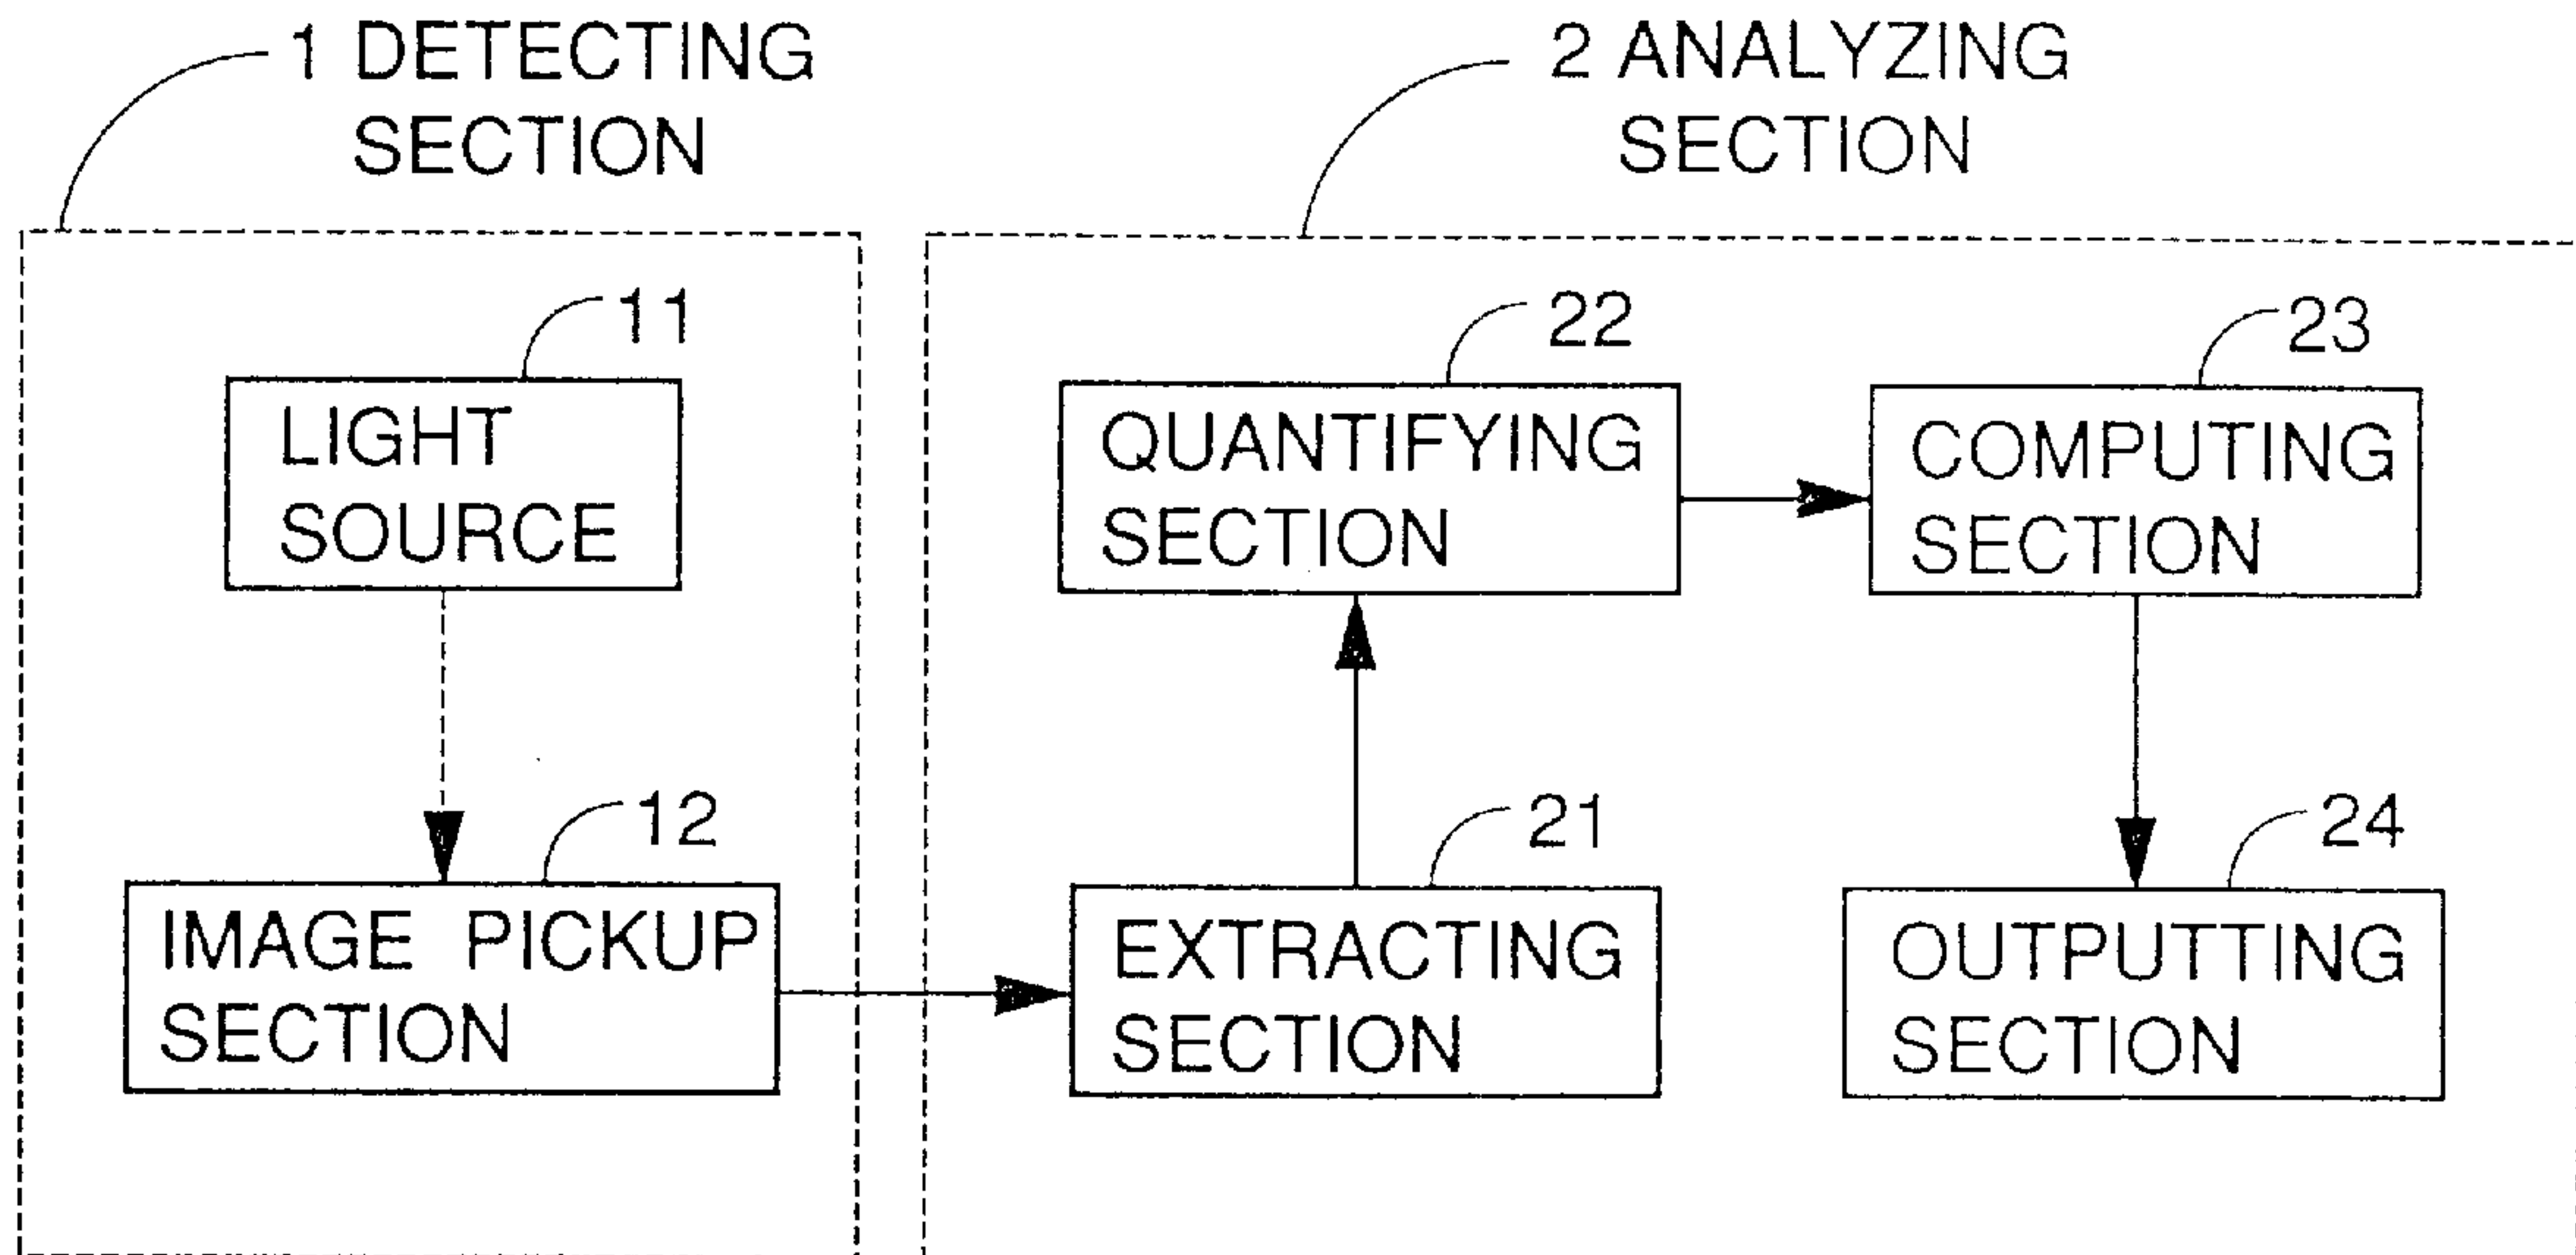 1 DETECTING
SECTION
2 ANALYZING
SECTION
11
LIGHT
SOURCE
12
IMAGE PICKUP
SECTION
22
QUANTIFYING
SECTION
23
COMPUTING
SECTION
21
EXTRACTING
SECTION
24
OUTPUTTING
SECTION